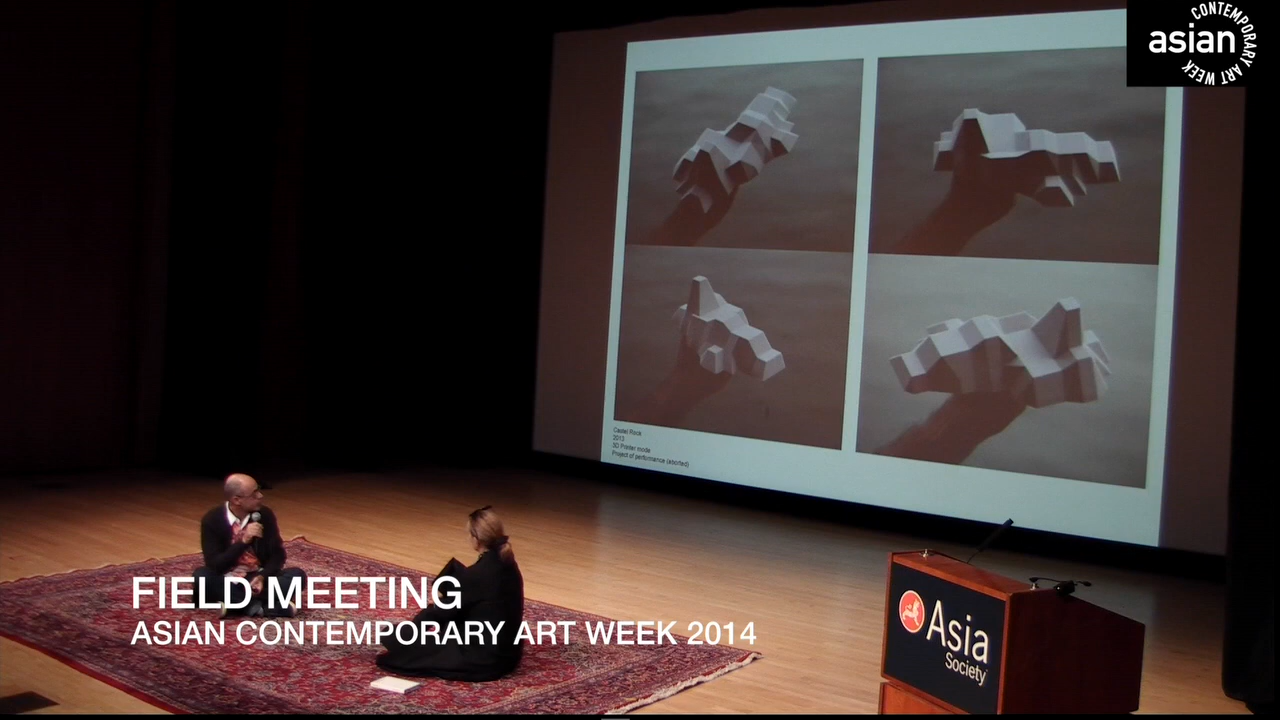 CONTEMPORARY ART WEEK
asian
Castel Rock
2013
3D Printer mode
Project of performance (aborted)
FIELD MEETING
ASIAN CONTEMPORARY ART WEEK 2014
Asia
Society